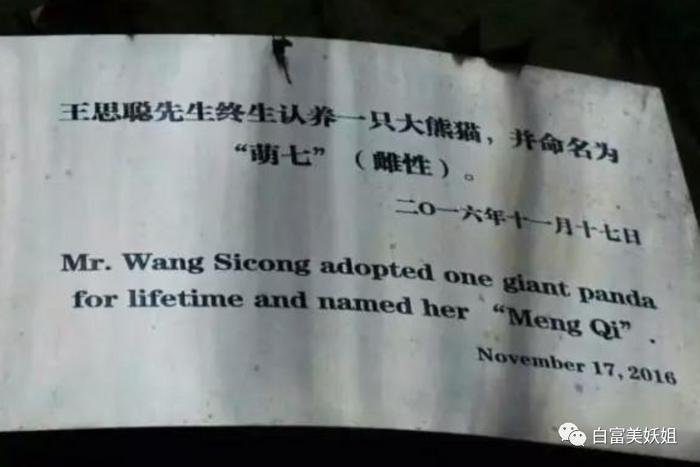 王思聪先生终生认养一只大熊猫，并命名为
“萌七”（雌性）。
二〇一六年十一月十七日
Mr. Wang Sicong adopted one giant panda
for lifetime and named her “Meng Qi”.
November 17, 2016
白富美妖姐